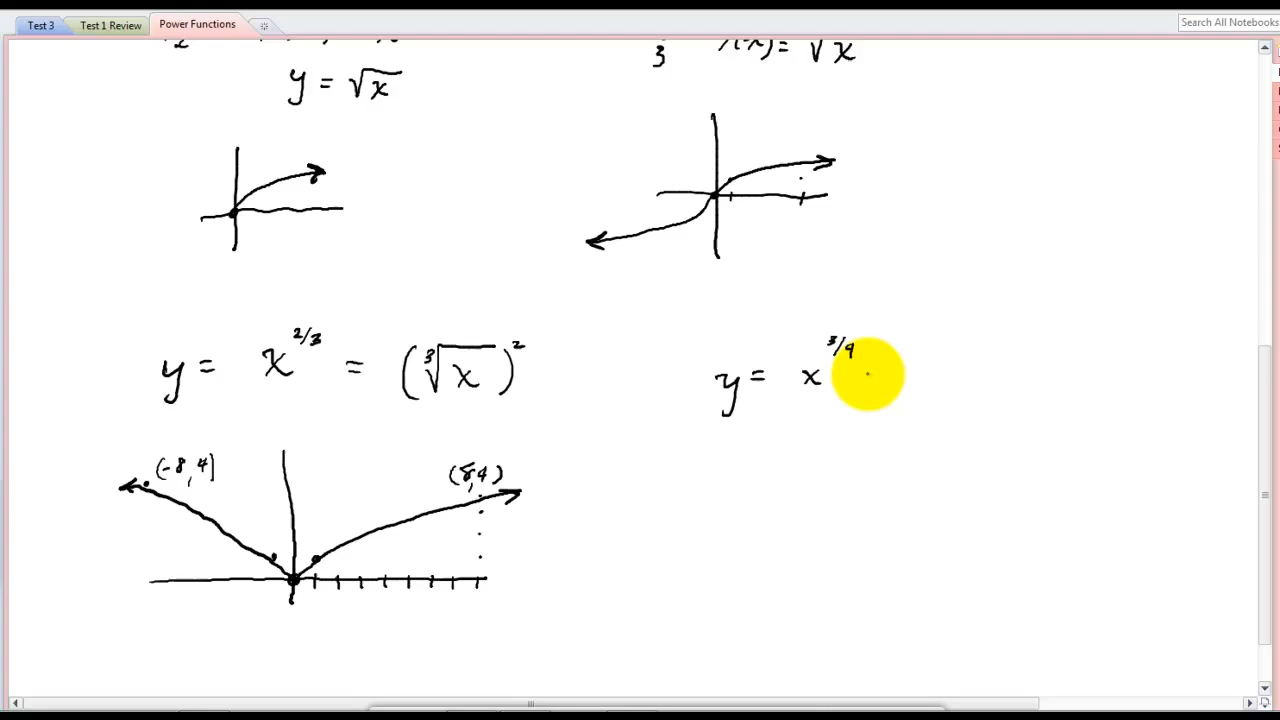 Test 3
Test 1 Review
Power Functions
Search All Notebooks
2
3
f(x) = √x
y = √x
y = x^2/3 = (∛x)^2
y = x^3/4
(-8, 4]
(8, 4)